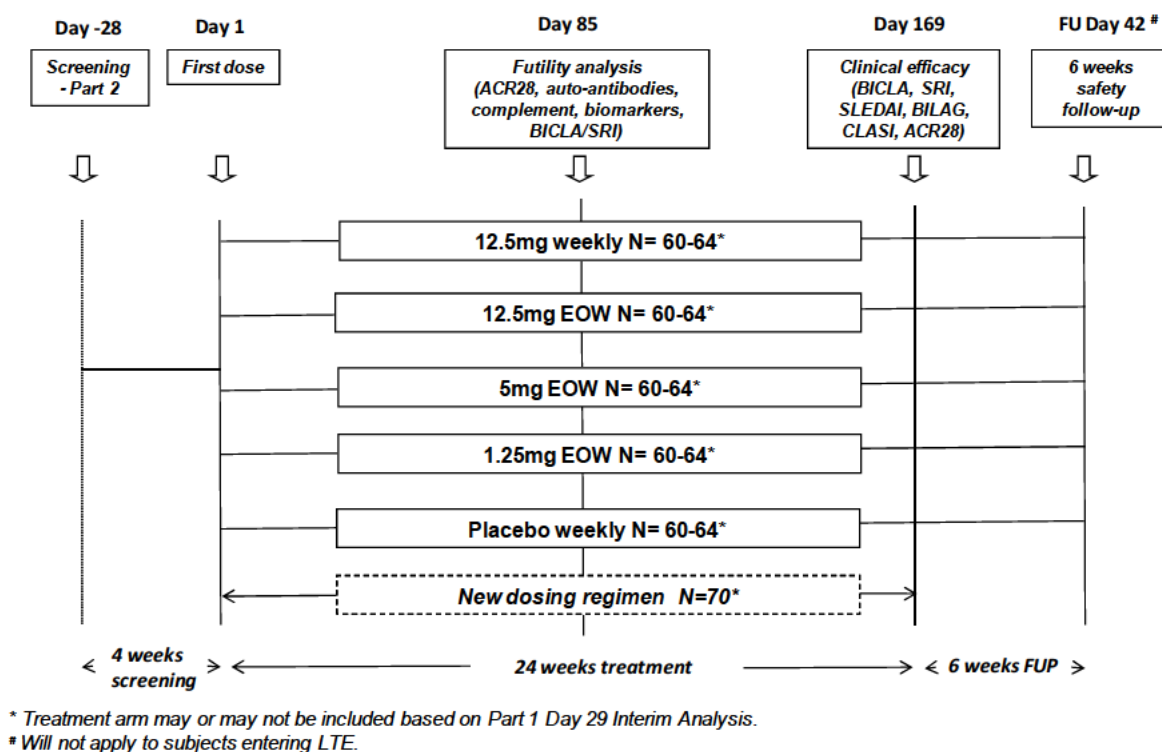 Day -28
Day 1
Day 85
Day 169
FU Day 42 #
Screening
- Part 2
First dose
Futility analysis
(ACR28, auto-antibodies,
complement, biomarkers,
BICLA/SRI)
Clinical efficacy
(BICLA, SRI,
SLEDAI, BILAG,
CLASI, ACR28)
6 weeks
safety
follow-up
12.5mg weekly N= 60-64*
12.5mg EOW N= 60-64*
5mg EOW N= 60-64*
1.25mg EOW N= 60-64*
Placebo weekly N= 60-64*
New dosing regimen N=70*
4 weeks
screening
24 weeks treatment
6 weeks FUP
* Treatment arm may or may not be included based on Part 1 Day 29 Interim Analysis.
# Will not apply to subjects entering LTE.